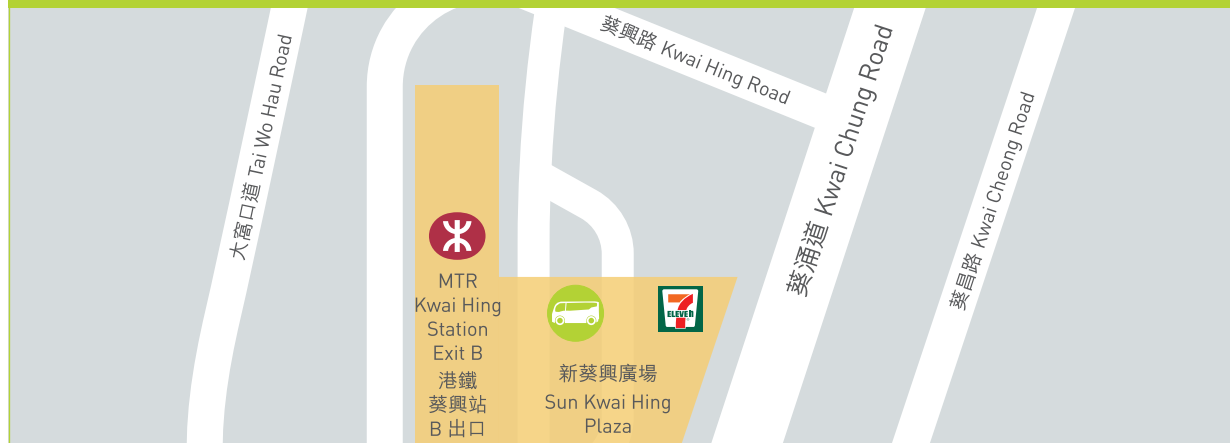 葵興路 Kwai Hing Road
大窩口道 Tai Wo Hau Road
葵涌道 Kwai Chung Road
葵昌路 Kwai Cheong Road
MTR
Kwai Hing
Station
Exit B
港鐵
葵興站
B 出口
7
ELEVEn
新葵興廣場
Sun Kwai Hing
Plaza